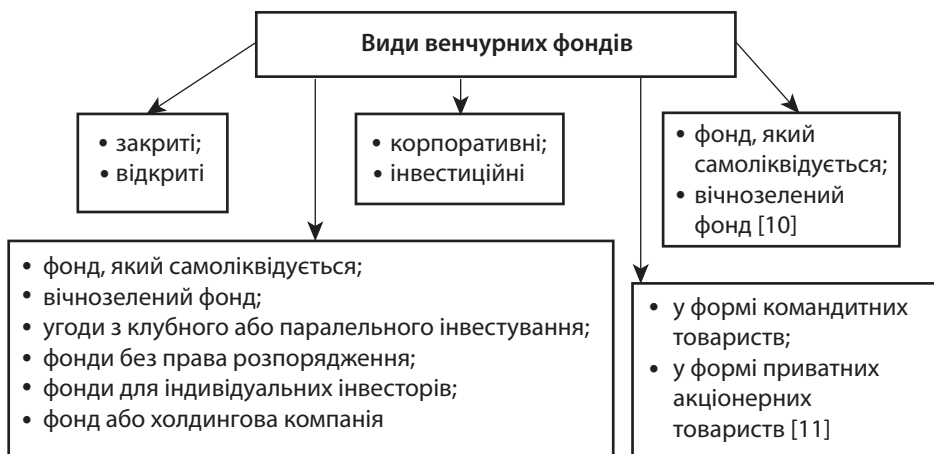 Види венчурних фондів
• закриті;
• відкриті
• корпоративні;
• інвестиційні
• фонд, який
самоліквідується;
• вічнозелений
фонд [10]
• фонд, який самоліквідується;
• вічнозелений фонд;
• угоди з клубного або паралельного інвестування;
• фонди без права розпорядження;
• фонди для індивідуальних інвесторів;
• фонд або холдингова компанія
• у формі командитних
товариств;
• у формі приватних
акціонерних
товариств [11]